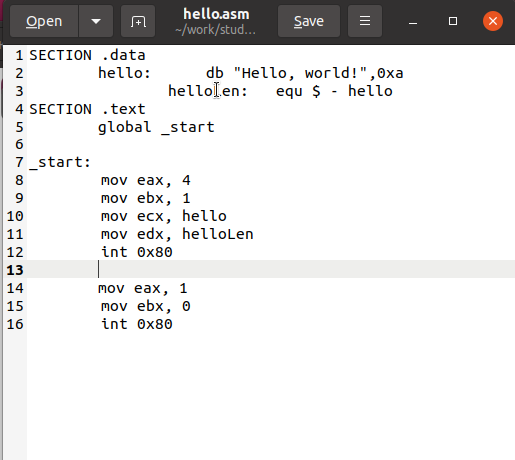 Open hello.asm Save
~/work/stud...
1 SECTION .data
2 hello: db "Hello, world!",0xa
3 helloLen: equ $ - hello
4 SECTION .text
5 global _start
6
7 _start:
8 mov eax, 4
9 mov ebx, 1
10 mov ecx, hello
11 mov edx, helloLen
12 int 0x80
13
14 mov eax, 1
15 mov ebx, 0
16 int 0x80